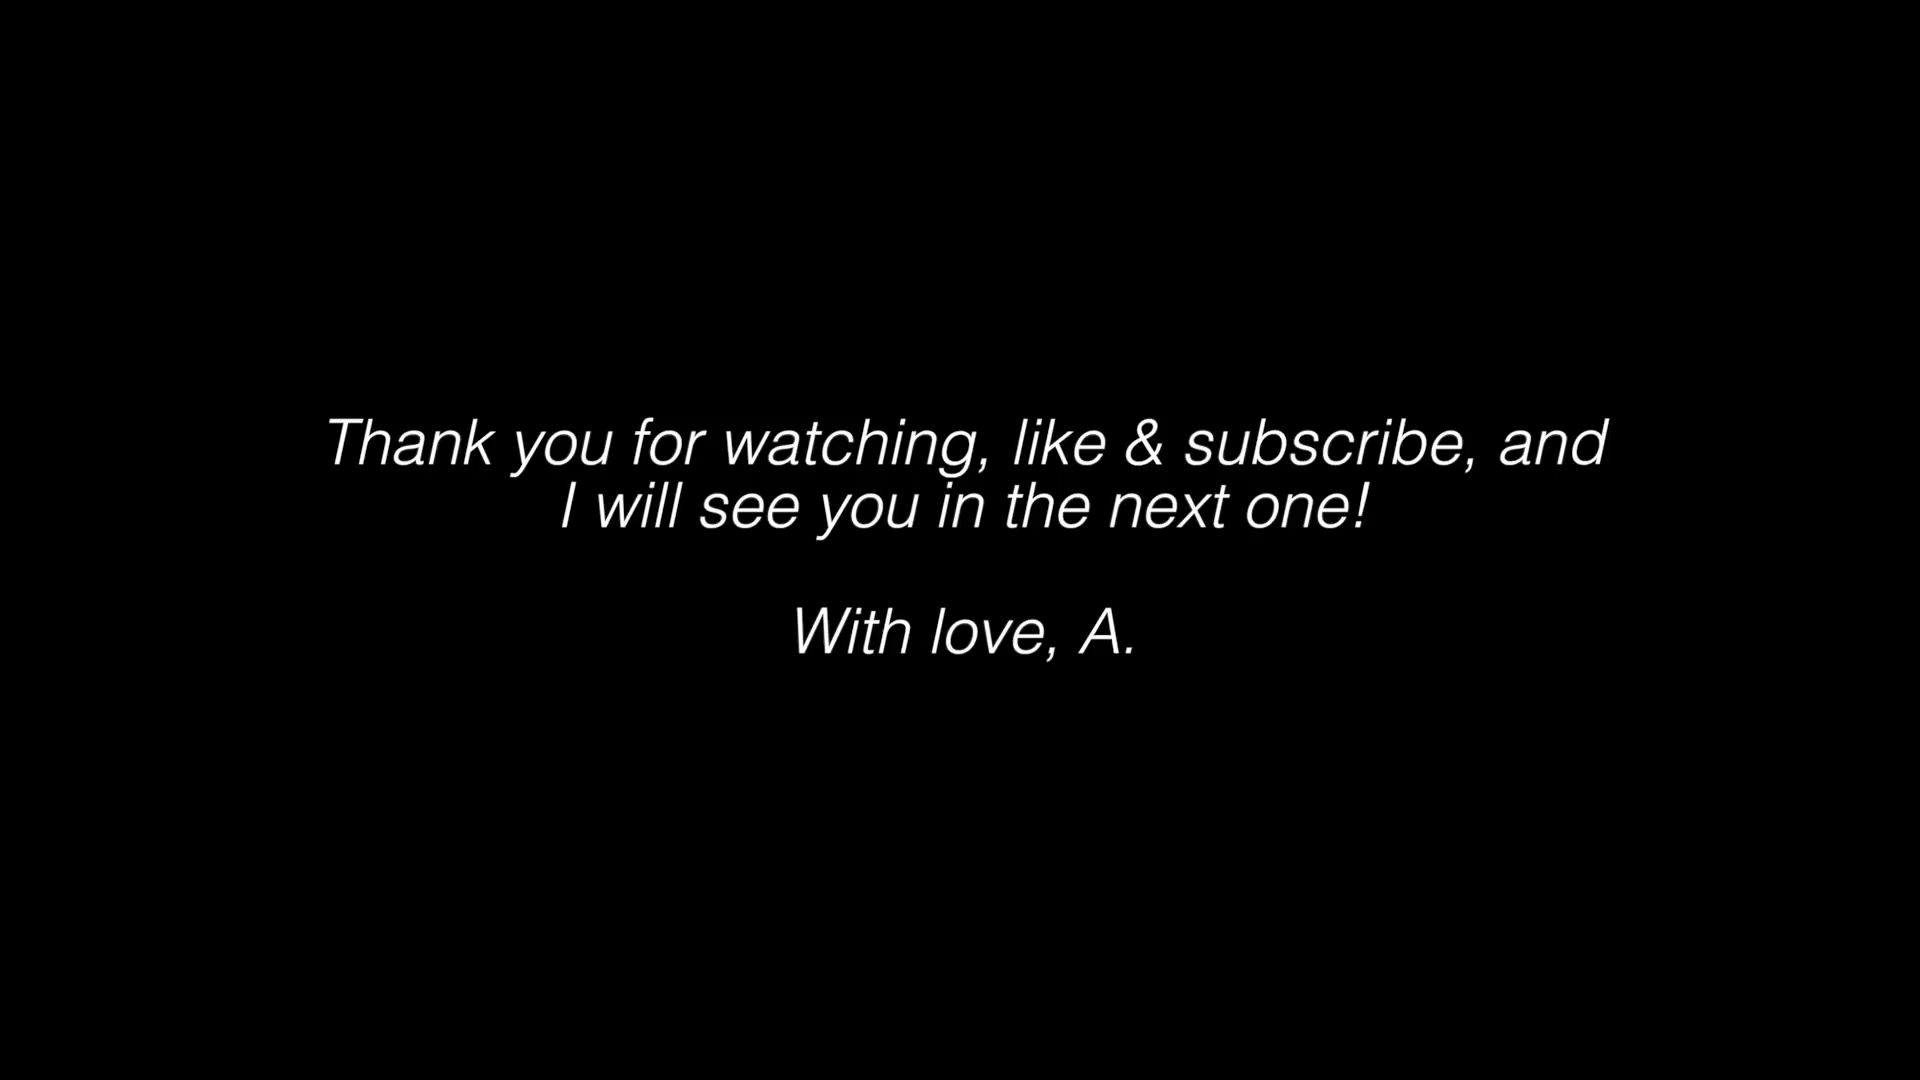 Thank you for watching, like & subscribe, and
I will see you in the next one!
With love, A.